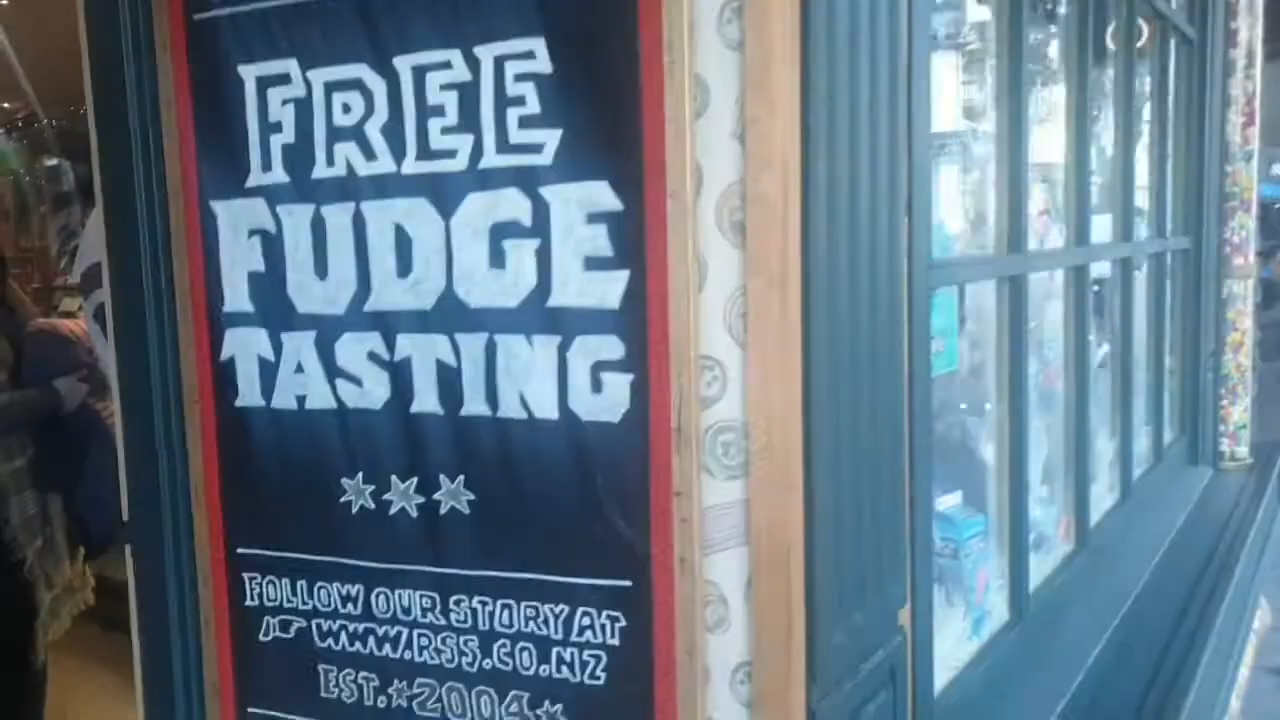 FREE
FUDGE
TASTING
FOLLOW OUR STORY AT
WWW.RSS.CO.NZ
EST.*2004*